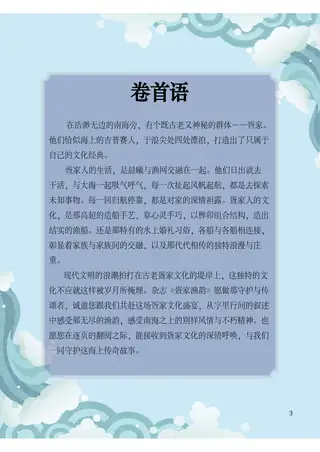 卷首语
在浩渺无边的南海旁，有个既古老又神秘的群体——疍家。
他们恰似海上的吉普赛人，于浪尖处四处漂泊，打造出了只属于
自己的文化经典。
疍家人的生活，是晨曦与渔网交融在一起。他们日出就去
干活，与大海一起吸气呼气，每一次扯起风帆起航，都是去探索
未知事物。每一回归航停靠，都是对家的深情袒露。疍家人的文
化，是那高超的造船手艺，靠心灵手巧，以榫卯组合结构，造出
结实的渔船。还是那特有的水上婚礼习俗，各船与各船相连接，
彰显着家族与家族间的交融，以及那代代相传的独特浪漫与庄
重。
现代文明的浪潮拍打在古老疍家文化的堤岸上，这独特的文
化不应就这样被岁月所掩埋。杂志《疍家渔韵》愿做那守护与传
颂者，诚邀您跟我们共赴这场疍家文化盛宴，从字里行间的叙述
中感受那无尽的渔韵，感受南海之上的别样风情与不朽精神。也
愿您在逐页的翻阅之际，能接收到疍家文化的深情呼唤，与我们
一同守护这海上传奇故事。
3